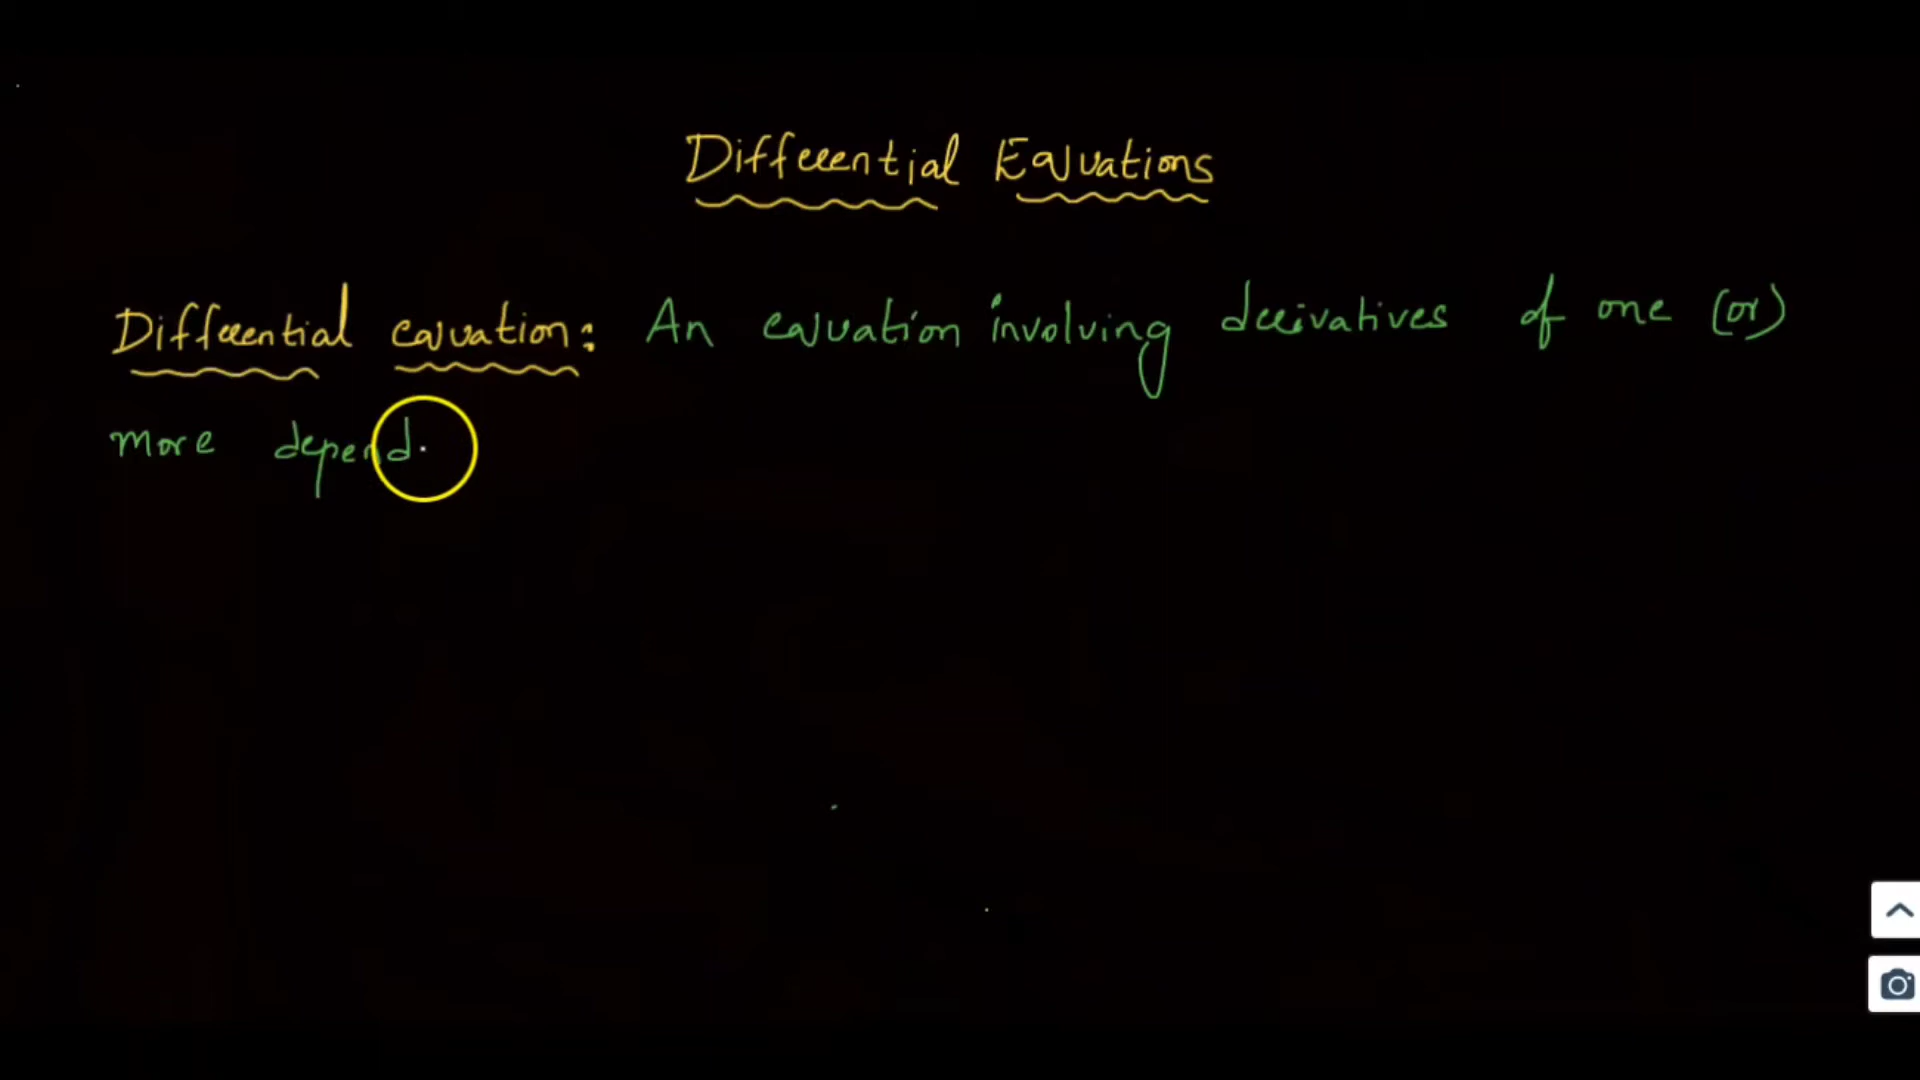 Differential Equations
Differential equation: An equation involving derivatives of one (or)
more depend